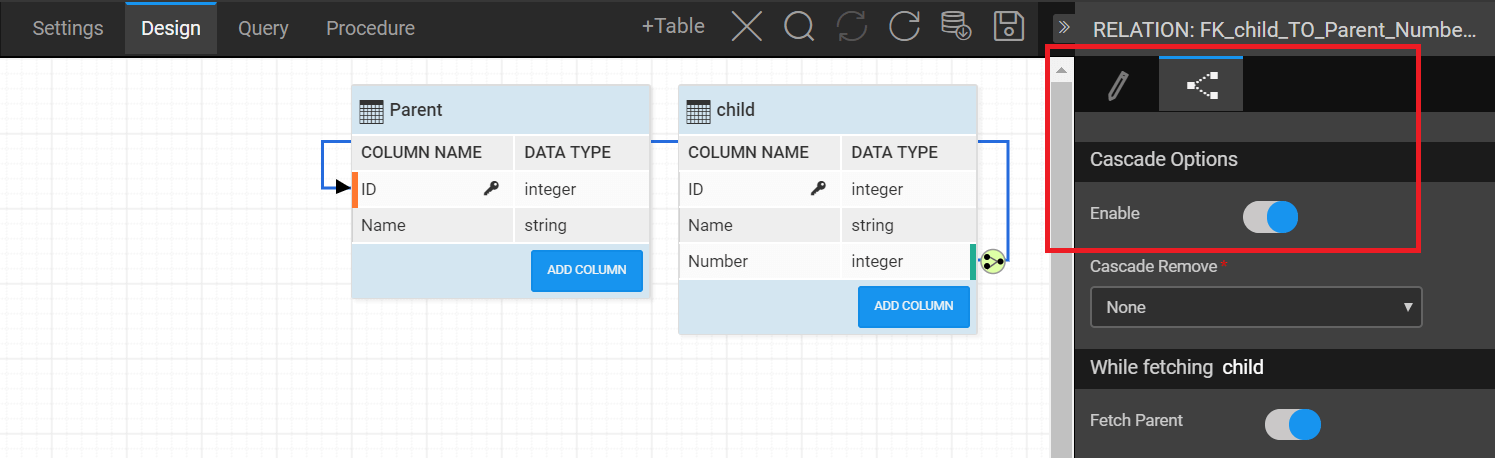 Settings Design Query Procedure +Table
RELATION: FK_child_TO_Parent_Numbe...
Parent
COLUMN NAME DATA TYPE
ID integer
Name string
ADD COLUMN
child
COLUMN NAME DATA TYPE
ID integer
Name string
Number integer
ADD COLUMN
Cascade Options
Enable
Cascade Remove *
None
While fetching child
Fetch Parent